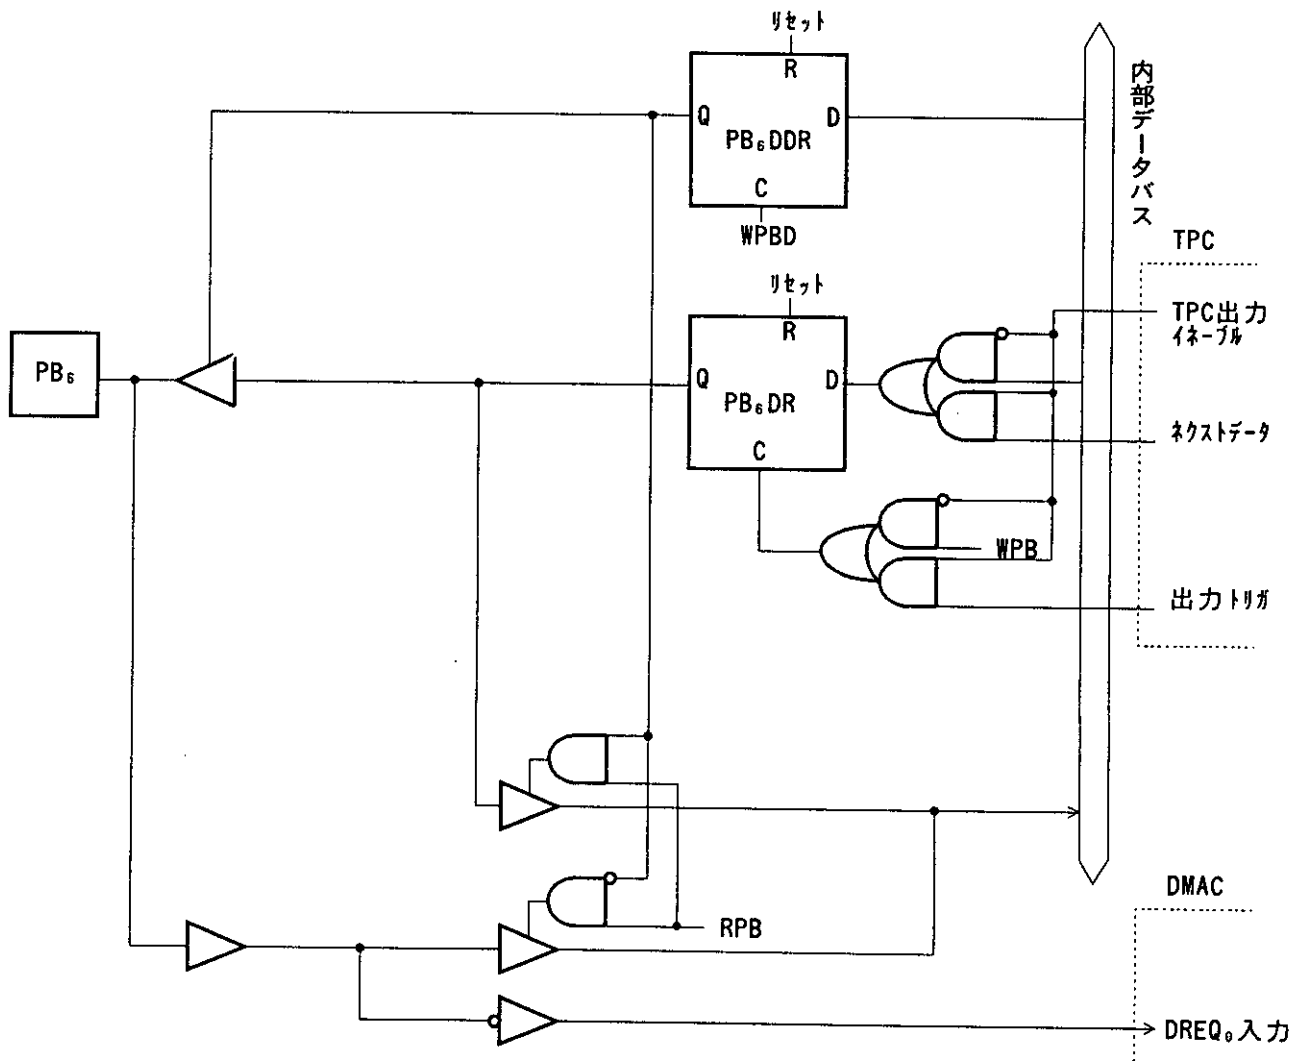 リセット
R
Q
D
PB₆DDR
C
WPBD
内部データバス
TPC
リセット
R
Q
D
PB₆DR
C
TPC出力
イネーブル
PB₆
ネクストデータ
WPB
出力トリガ
RPB
DMAC
DREQ₀入力